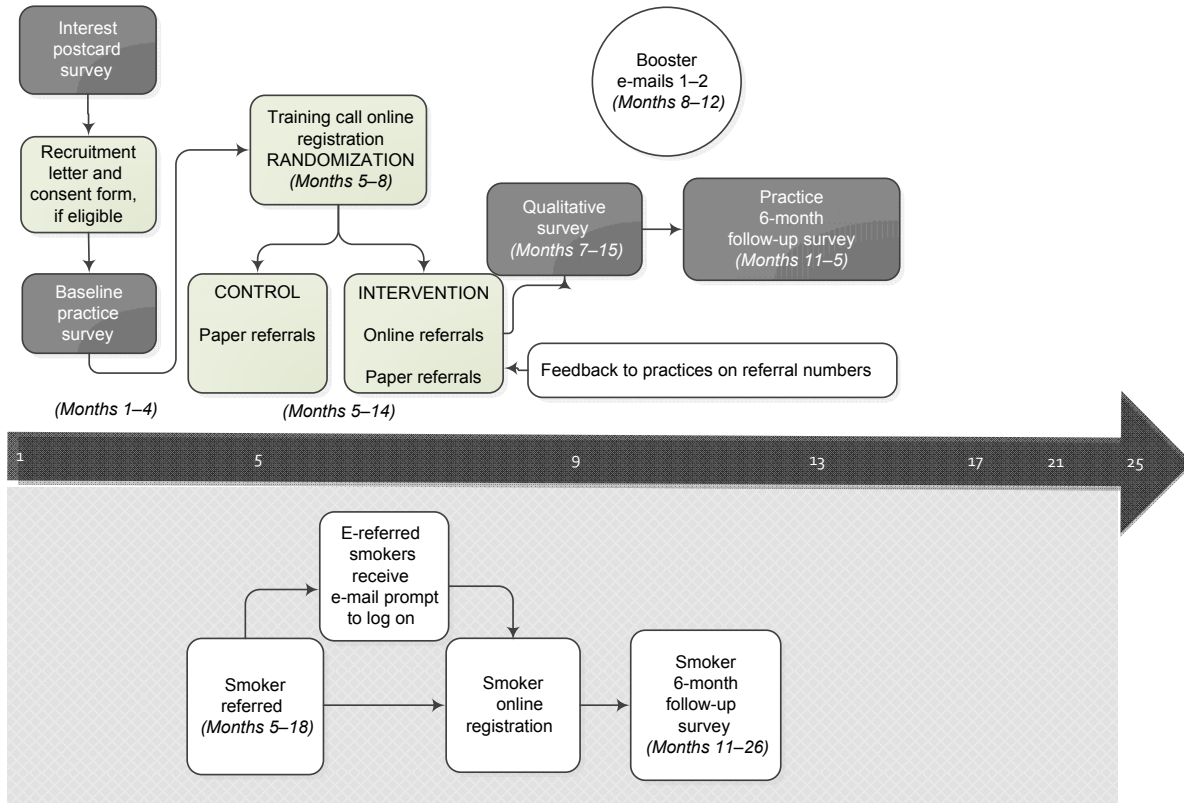 Interest
postcard
survey
Recruitment
letter and
consent form,
if eligible
Baseline
practice
survey
(Months 1–4)
Training call online
registration
RANDOMIZATION
(Months 5–8)
CONTROL
Paper referrals
INTERVENTION
Online referrals
Paper referrals
(Months 5–14)
Booster
e-mails 1–2
(Months 8–12)
Qualitative
survey
(Months 7–15)
Practice
6-month
follow-up survey
(Months 11–5)
Feedback to practices on referral numbers
1 5 9 13 17 21 25
E-referred
smokers
receive
e-mail prompt
to log on
Smoker
referred
(Months 5–18)
Smoker
online
registration
Smoker
6-month
follow-up
survey
(Months 11–26)